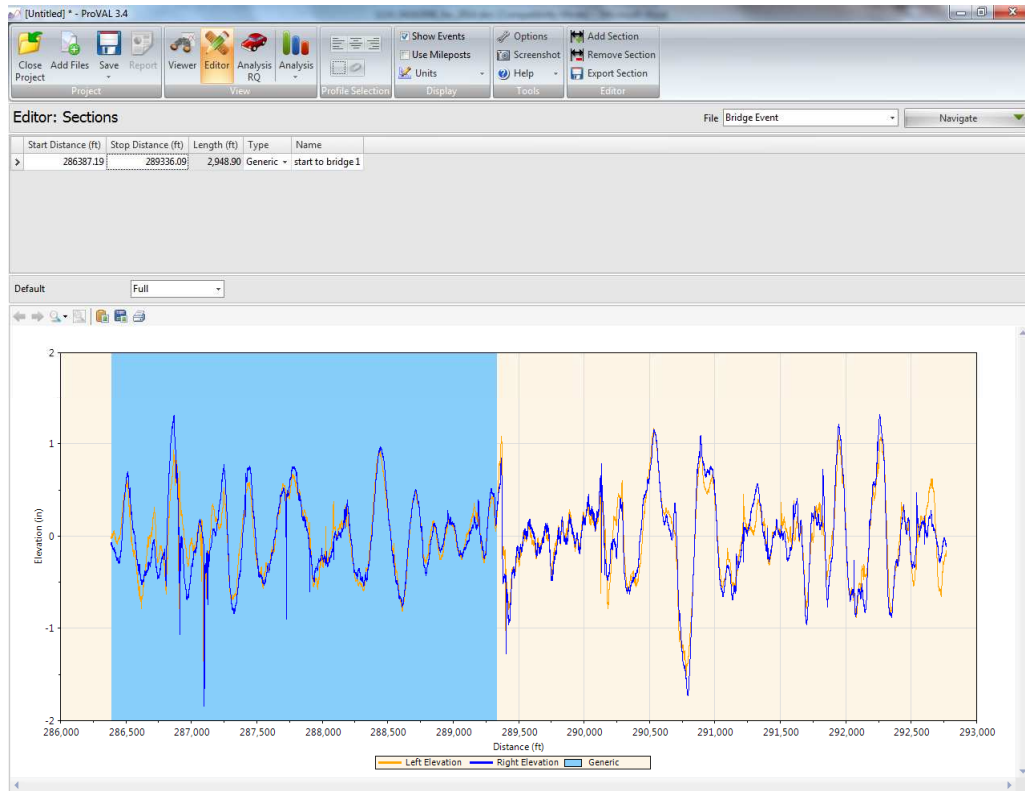 [Untitled] * - ProVAL 3.4
Close Project Add Files Save Report
Viewer Editor Analysis RQ Analysis
Show Events
Use Mileposts
Units
Options
Screenshot
Help
Add Section
Remove Section
Export Section
Project View Profile Selection Display Tools Editor
Editor: Sections File Bridge Event Navigate
Start Distance (ft) Stop Distance (ft) Length (ft) Type Name
286387.19 289336.09 2,948.90 Generic start to bridge 1
Default Full
2
1
0
-1
-2
Elevation (in)
286,000 286,500 287,000 287,500 288,000 288,500 289,000 289,500 290,000 290,500 291,000 291,500 292,000 292,500 293,000
Distance (ft)
Left Elevation Right Elevation Generic